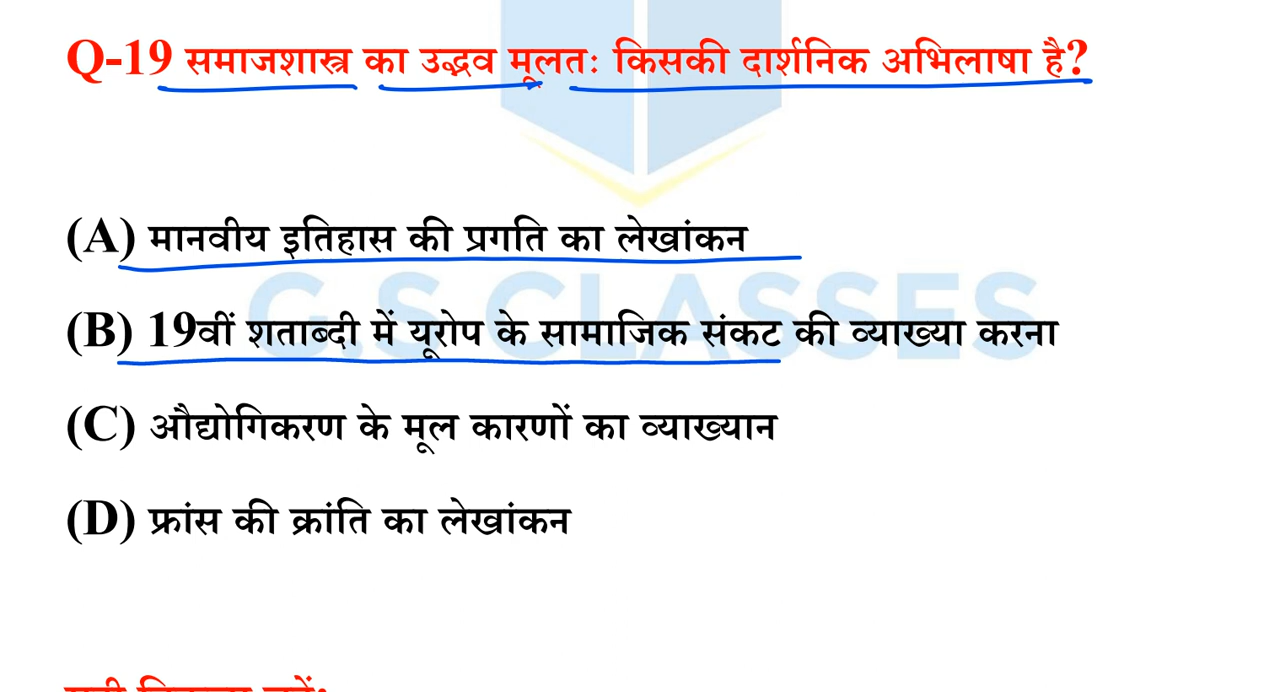 Q-19 समाजशास्त्र का उद्भव मूलतः किसकी दार्शनिक अभिलाषा है?
(A) मानवीय इतिहास की प्रगति का लेखांकन
G.S CLASSES
(B) 19वीं शताब्दी में यूरोप के सामाजिक संकट की व्याख्या करना
(C) औद्योगिकरण के मूल कारणों का व्याख्यान
(D) फ्रांस की क्रांति का लेखांकन